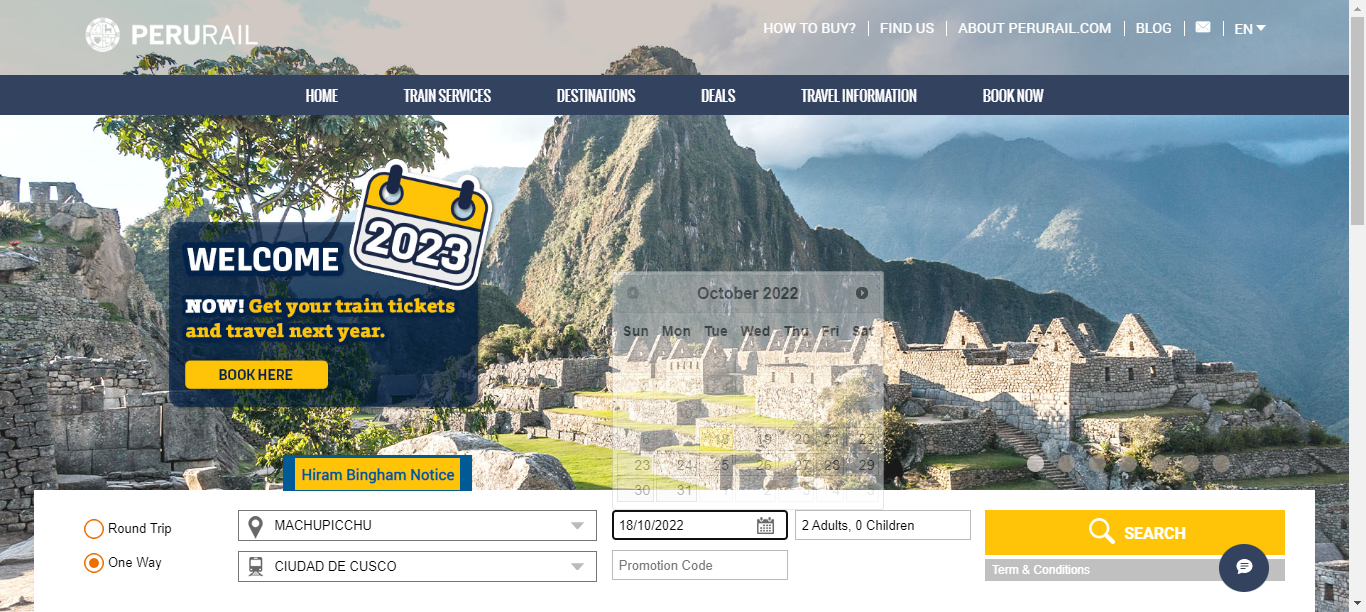 PERURAIL
HOW TO BUY?
FIND US
ABOUT PERURAIL.COM
BLOG
EN
HOME
TRAIN SERVICES
DESTINATIONS
DEALS
TRAVEL INFORMATION
BOOK NOW
2023
WELCOME
NOW! Get your train tickets
and travel next year.
BOOK HERE
October 2022
Sun Mon Tue Wed Thu Fri Sat
18 19 20 21 22
23 24 25 26 27 28 29
30 31 1 2 3 4 5
Hiram Bingham Notice
Round Trip
MACHUPICCHU
18/10/2022
2 Adults, 0 Children
SEARCH
One Way
CIUDAD DE CUSCO
Promotion Code
Term & Conditions